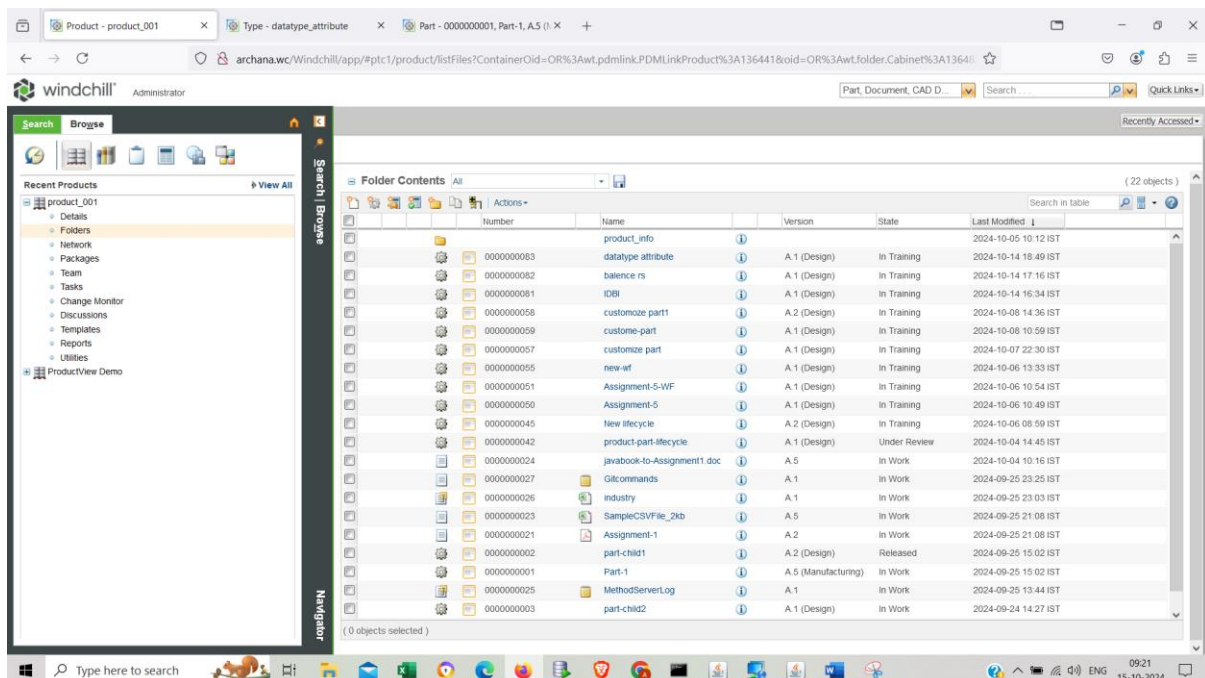 Product - product_001
Type - datatype_attribute
Part - 0000000001, Part-1, A.5 (
archana.wc/Windchill/app/#ptc1/product/listFiles?ContainerOid=OR%3Awt.pdmlink.PDMLinkProduct%3A136441&oid=OR%3Awt.folder.Cabinet%3A1364
windchill Administrator
Part, Document, CAD D... Search . . . Quick Links
Search Browse
Recently Accessed
Recent Products View All
product_001
Details
Folders
Network
Packages
Team
Tasks
Change Monitor
Discussions
Templates
Reports
Utilities
ProductView Demo
Search | Browse
Navigator
Folder Contents All ( 22 objects )
Actions Search in table
Number Name Version State Last Modified
product_info 2024-10-05 10:12 IST
0000000083 datatype attribute A.1 (Design) In Training 2024-10-14 18:49 IST
0000000082 balence rs A.1 (Design) In Training 2024-10-14 17:16 IST
0000000081 IDBI A.1 (Design) In Training 2024-10-14 16:34 IST
0000000058 customoze part1 A.2 (Design) In Training 2024-10-08 14:36 IST
0000000059 custome-part A.1 (Design) In Training 2024-10-08 10:59 IST
0000000057 customize part A.1 (Design) In Training 2024-10-07 22:30 IST
0000000055 new-wf A.1 (Design) In Training 2024-10-06 13:33 IST
0000000051 Assignment-5-WF A.1 (Design) In Training 2024-10-06 10:54 IST
0000000050 Assignment-5 A.1 (Design) In Training 2024-10-06 10:49 IST
0000000045 New lifecycle A.2 (Design) In Training 2024-10-06 08:59 IST
0000000042 product-part-lifecycle A.1 (Design) Under Review 2024-10-04 14:45 IST
0000000024 javabook-to-Assignment1.doc A.5 In Work 2024-10-04 10:16 IST
0000000027 Gitcommands A.1 In Work 2024-09-25 23:25 IST
0000000026 industry A.1 In Work 2024-09-25 23:03 IST
0000000023 SampleCSVFile_2kb A.5 In Work 2024-09-25 21:08 IST
0000000021 Assignment-1 A.2 In Work 2024-09-25 21:08 IST
0000000002 part-child1 A.2 (Design) Released 2024-09-25 15:02 IST
0000000001 Part-1 A.5 (Manufacturing) In Work 2024-09-25 15:02 IST
0000000025 MethodServerLog A.1 In Work 2024-09-25 13:44 IST
0000000003 part-child2 A.1 (Design) In Work 2024-09-24 14:27 IST
( 0 objects selected )
Type here to search
ENG
09:21
15-10-2024